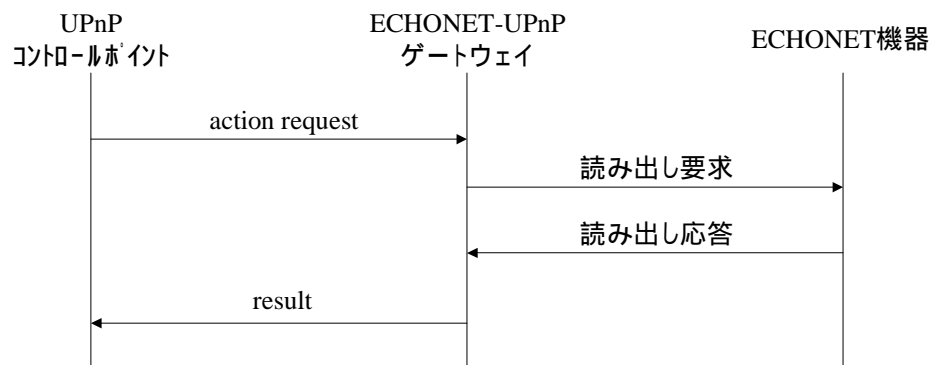 UPnP
コントロールポイント
ECHONET-UPnP
ゲートウェイ
ECHONET機器
action request
読み出し要求
読み出し応答
result